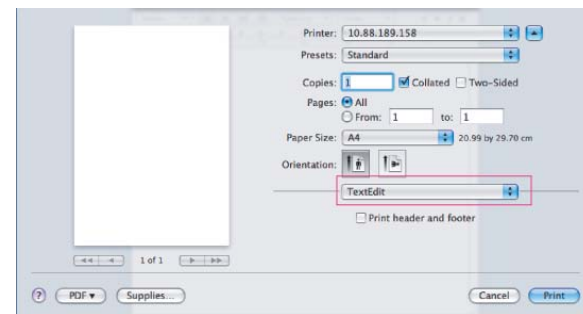 Printer: 10.88.189.158
Presets: Standard
Copies: 1 Collated Two-Sided
Pages: All
From: 1 to: 1
Paper Size: A4 20.99 by 29.70 cm
Orientation:
TextEdit
Print header and footer
1 of 1
? PDF Supplies... Cancel Print